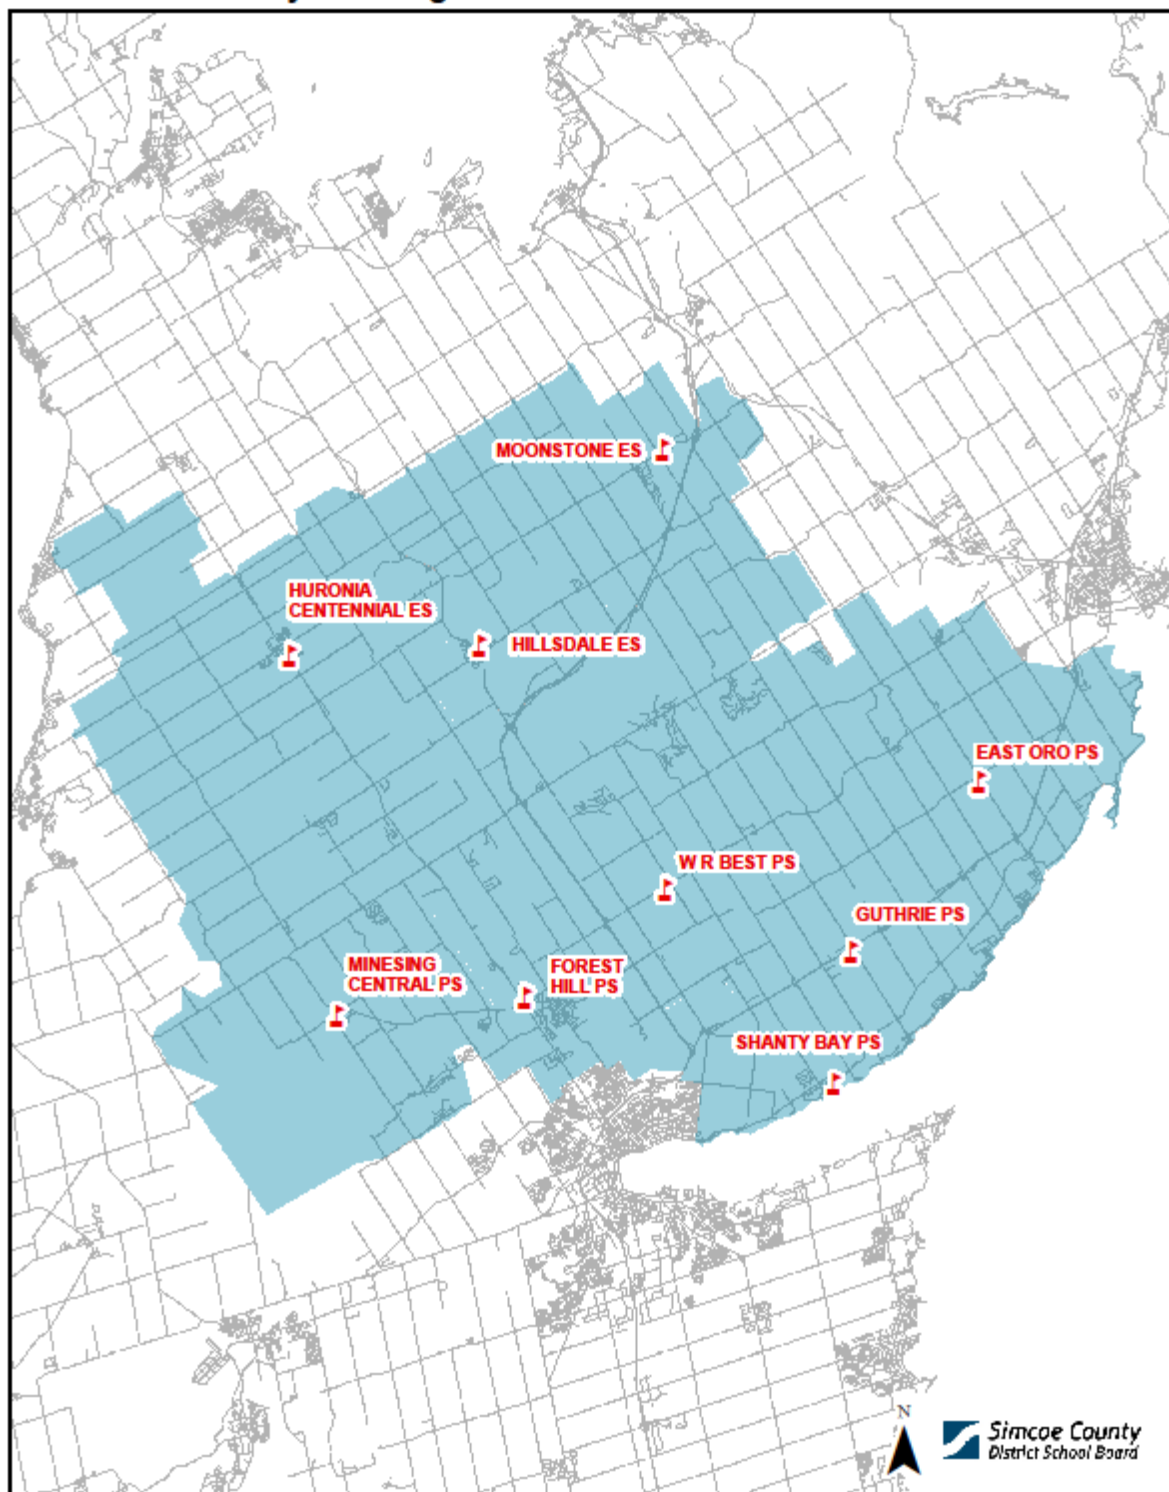 MOONSTONE ES
HURONIA
CENTENNIAL ES
HILLSDALE ES
EAST ORO PS
W R BEST PS
GUTHRIE PS
MINESING
CENTRAL PS
FOREST
HILL PS
SHANTY BAY PS
N
Simcoe County
District School Board